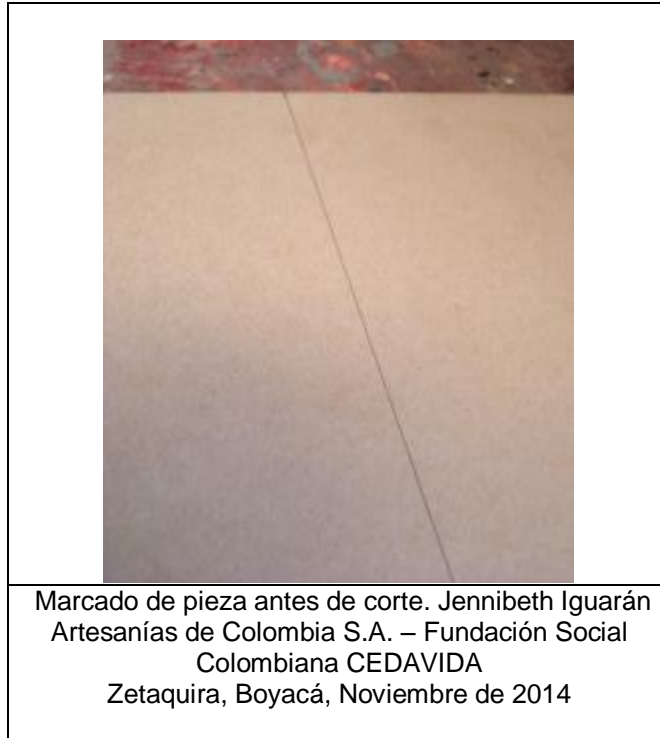 Marcado de pieza antes de corte. Jennibeth Iguarán
Artesanías de Colombia S.A. – Fundación Social
Colombiana CEDAVIDA
Zetaquira, Boyacá, Noviembre de 2014